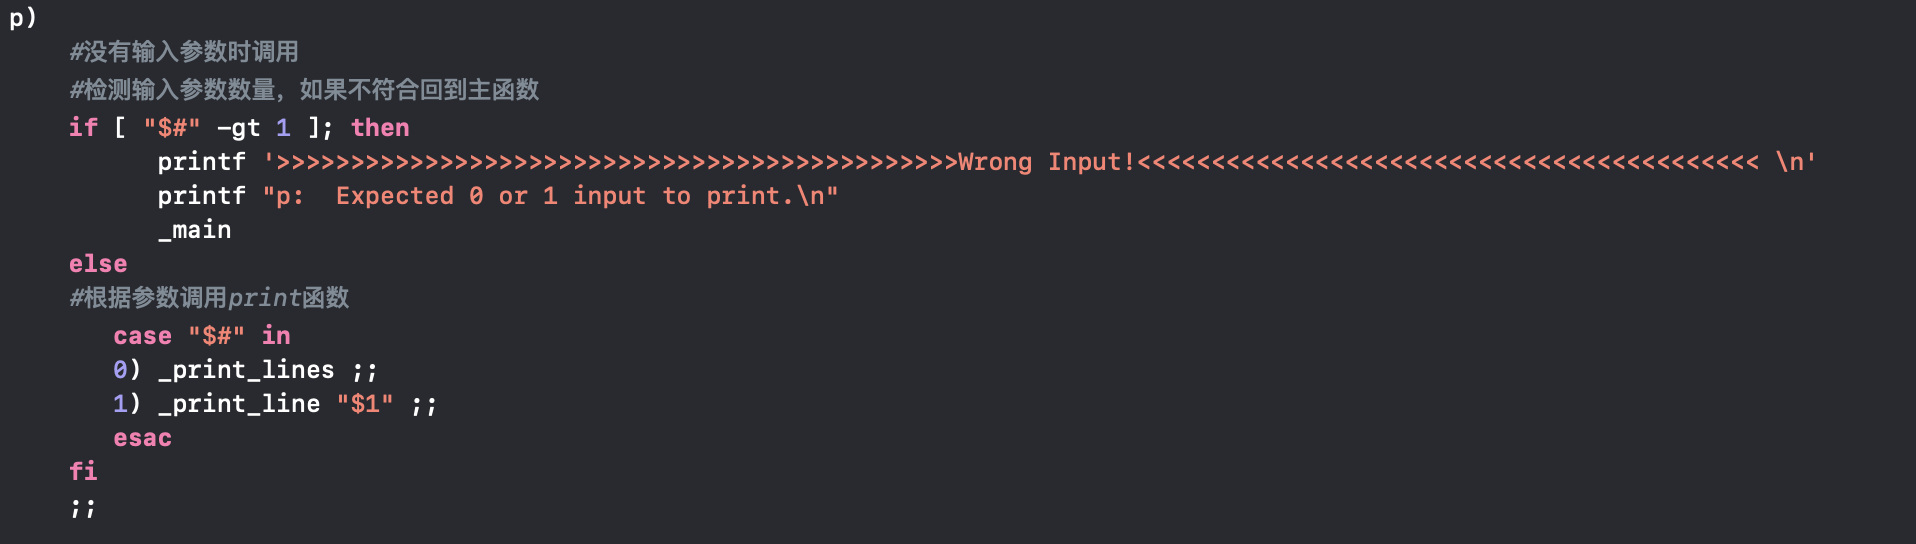 p)
#没有输入参数时调用
#检测输入参数数量，如果不符合回到主函数
if [ "$#" -gt 1 ]; then
printf '>>>>>>>>>>>>>>>>>>>>>>>>>>>>>>>>>>>>>>>>>>>>>>Wrong Input!<<<<<<<<<<<<<<<<<<<<<<<<<<<<<<<<<<<<<<<<<< \n'
printf "p:  Expected 0 or 1 input to print.\n"
_main
else
#根据参数调用print函数
case "$#" in
0) _print_lines ;;
1) _print_line "$1" ;;
esac
fi
;;